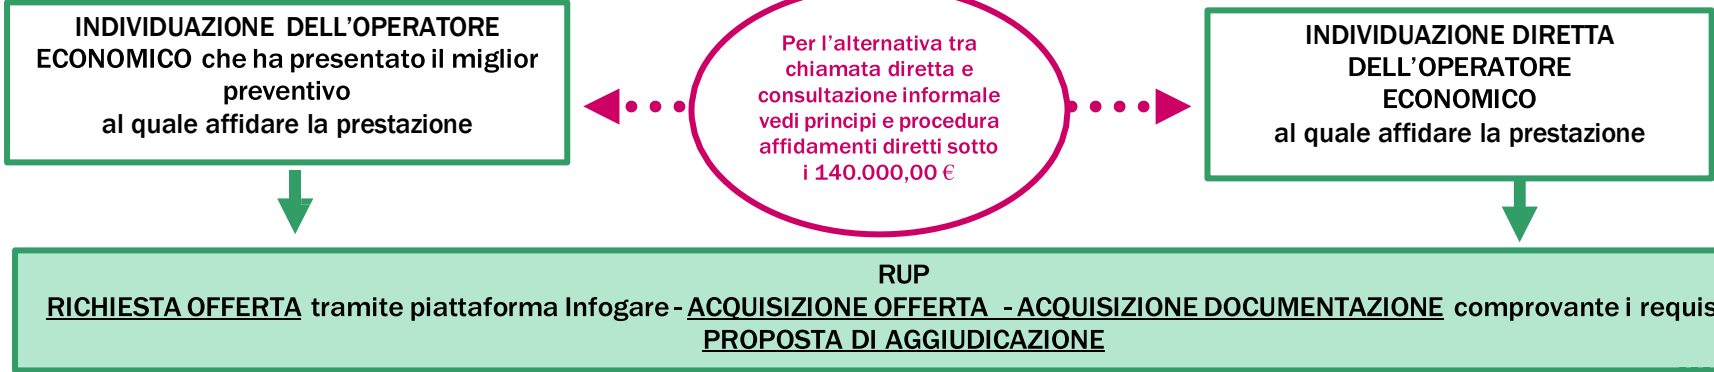 INDIVIDUAZIONE DELL'OPERATORE
ECONOMICO che ha presentato il miglior
preventivo
al quale affidare la prestazione
Per l'alternativa tra
chiamata diretta e
consultazione informale
vedi principi e procedura
affidamenti diretti sotto
i 140.000,00 €
INDIVIDUAZIONE DIRETTA
DELL'OPERATORE
ECONOMICO
al quale affidare la prestazione
RUP
RICHIESTA OFFERTA tramite piattaforma Infogare - ACQUISIZIONE OFFERTA - ACQUISIZIONE DOCUMENTAZIONE comprovante i requis
PROPOSTA DI AGGIUDICAZIONE